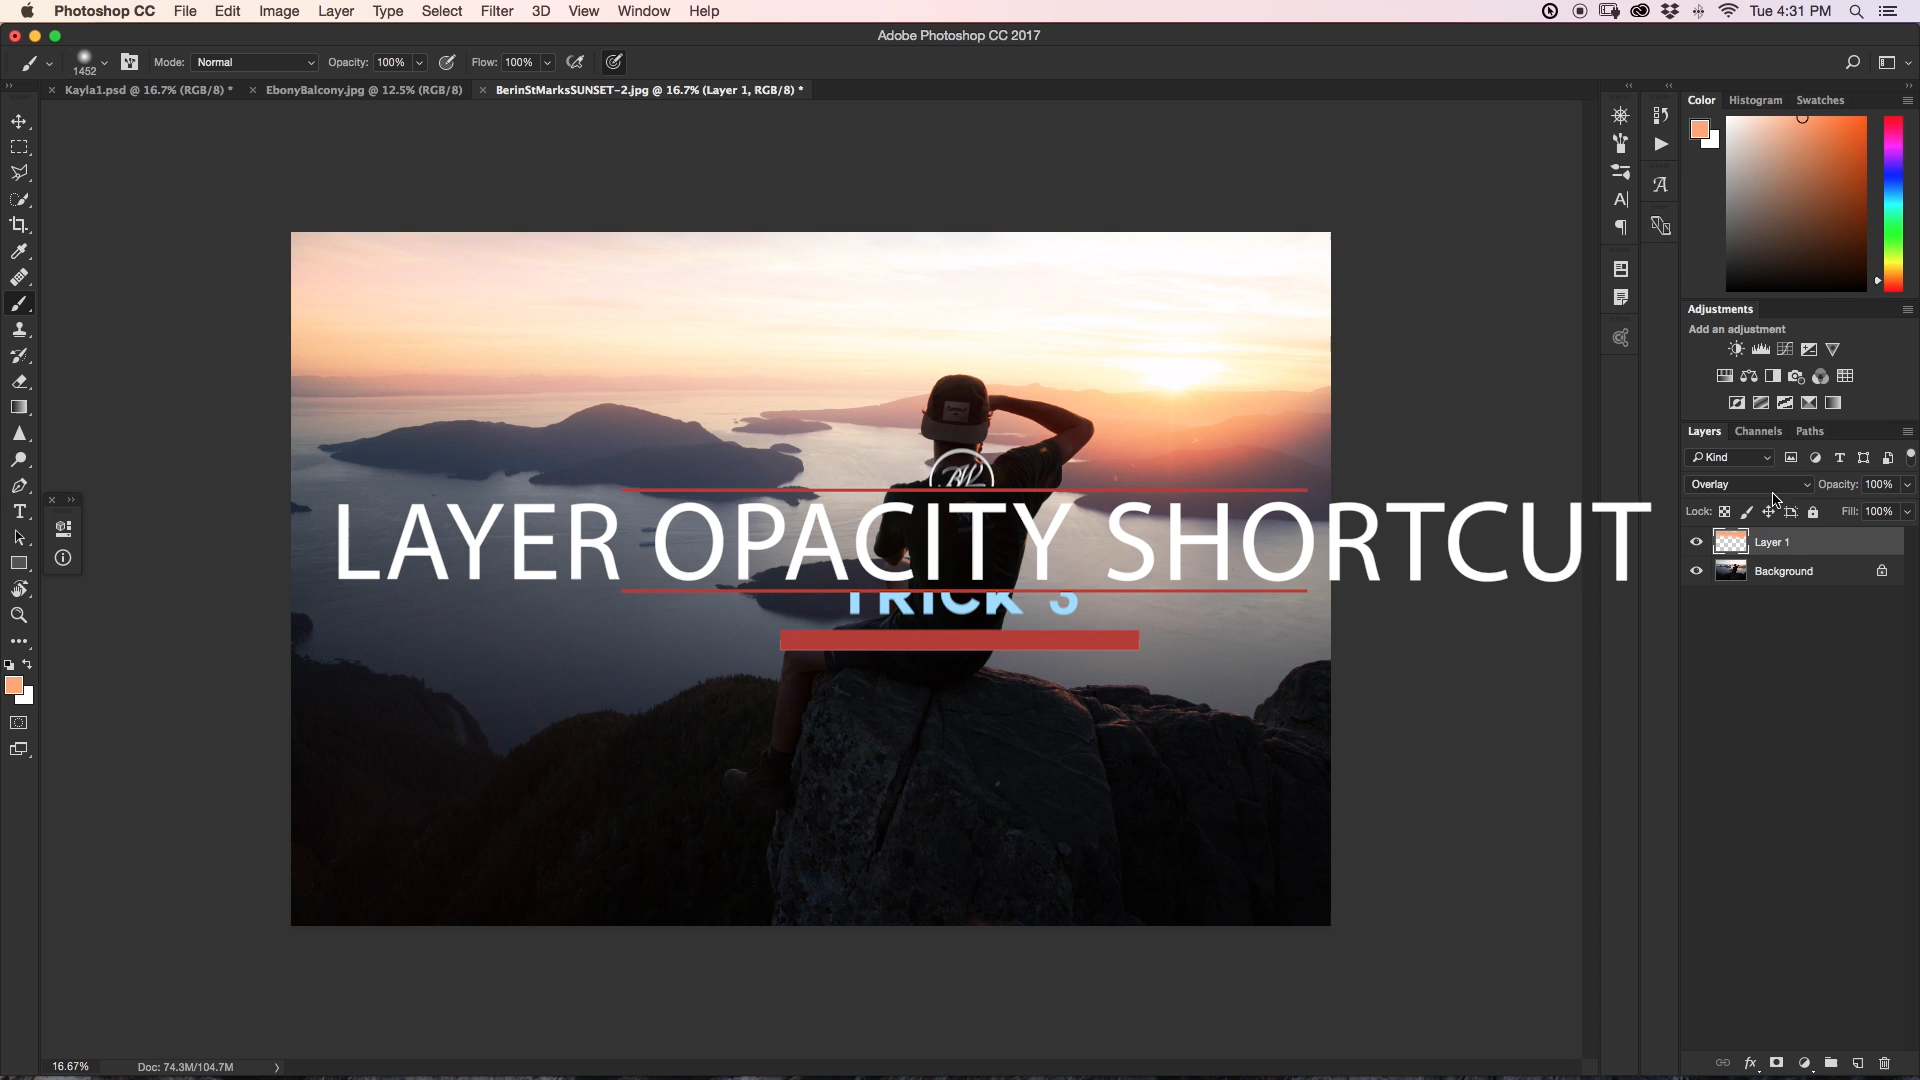 Photoshop CC File Edit Image Layer Type Select Filter 3D View Window Help Tue 4:31 PM
Adobe Photoshop CC 2017
1452 Mode: Normal Opacity: 100% Flow: 100%
Kayla1.psd @ 16.7% (RGB/8) * EbonyBalcony.jpg @ 12.5% (RGB/8) BerinStMarksSUNSET-2.jpg @ 16.7% (Layer 1, RGB/8) *
Color Histogram Swatches
Adjustments
Add an adjustment
Layers Channels Paths
Kind
Overlay Opacity: 100%
Lock: Fill: 100%
Layer 1
Background
LAYER OPACITY SHORTCUT
TRICK 3
16.67% Doc: 74.3M/104.7M